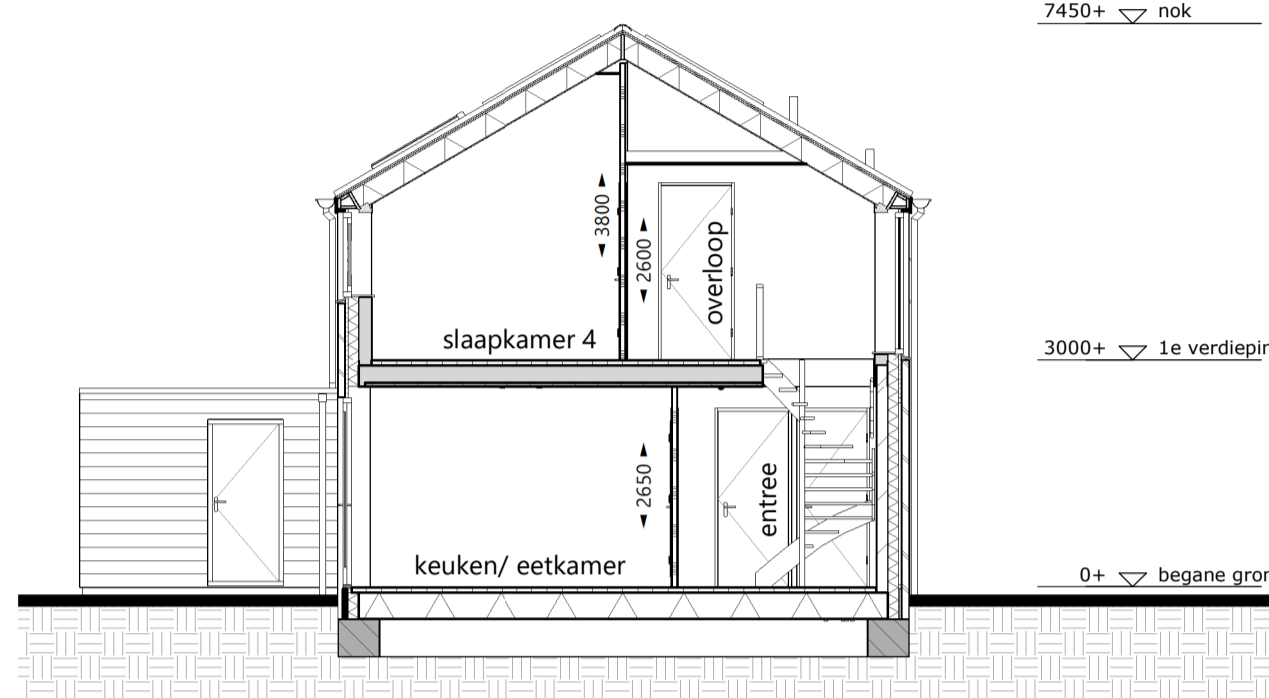 7450+ nok
3800
2600
overloop
slaapkamer 4
3000+ 1e verdiepin
2650
entree
keuken/ eetkamer
0+ begane gron